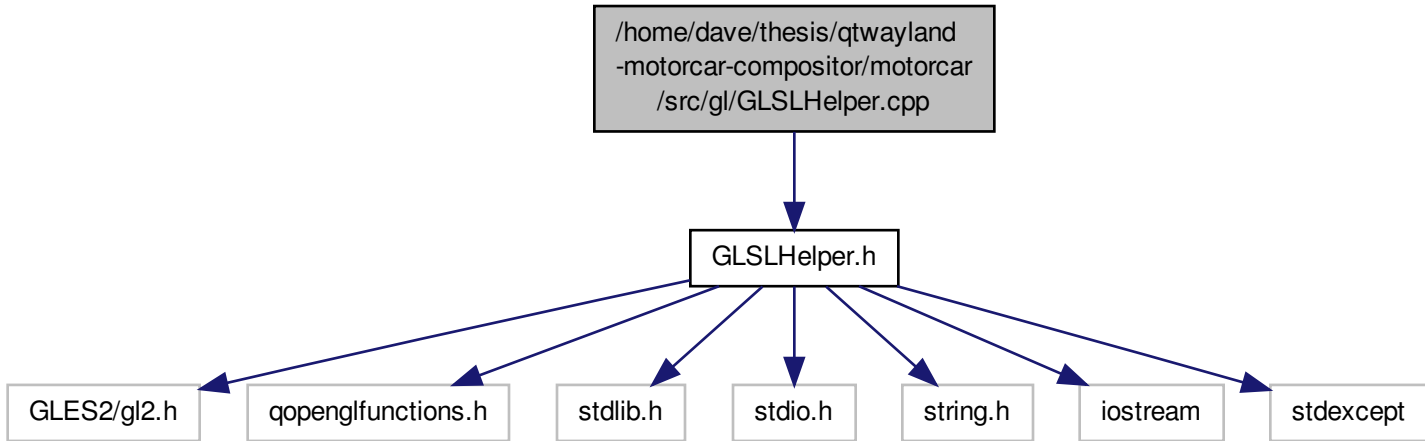 /home/dave/thesis/qtwayland
-motorcar-compositor/motorcar
/src/gl/GLSLHelper.cpp
GLSLHelper.h
GLES2/gl2.h
qopenglfunctions.h
stdlib.h
stdio.h
string.h
iostream
stdexcept